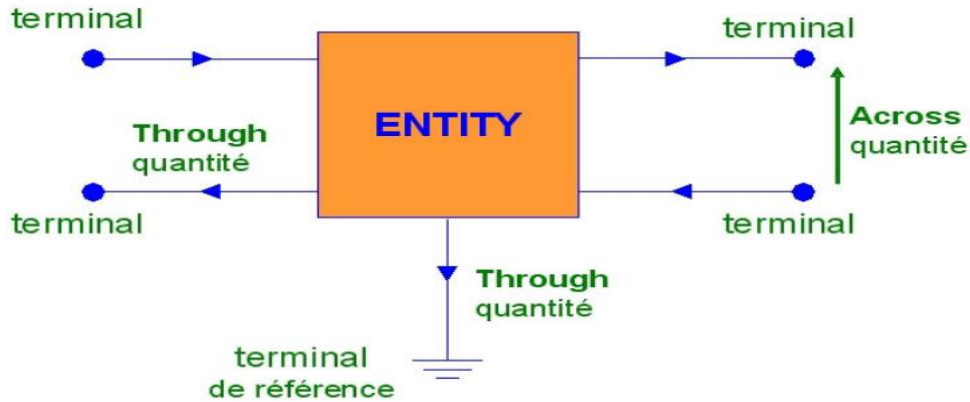 terminal
terminal
ENTITY
Through
quantité
Across
quantité
terminal
terminal
Through
quantité
terminal
de référence